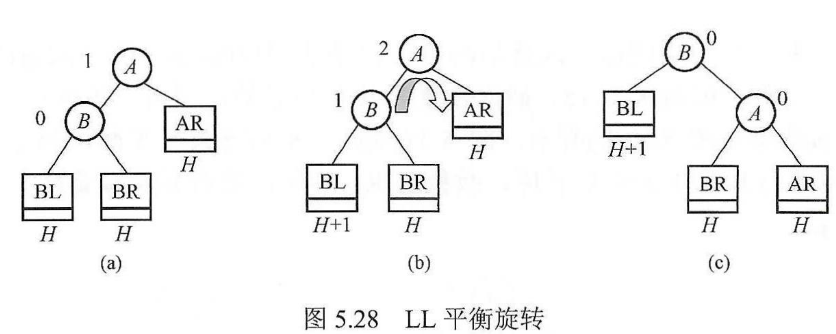 1 A
0 B
AR
H
BL BR
H H
(a)
2 A
1 B
AR
H
BL BR
H+1 H
(b)
B 0
BL
H+1
A 0
BR AR
H H
(c)
图 5.28 LL 平衡旋转